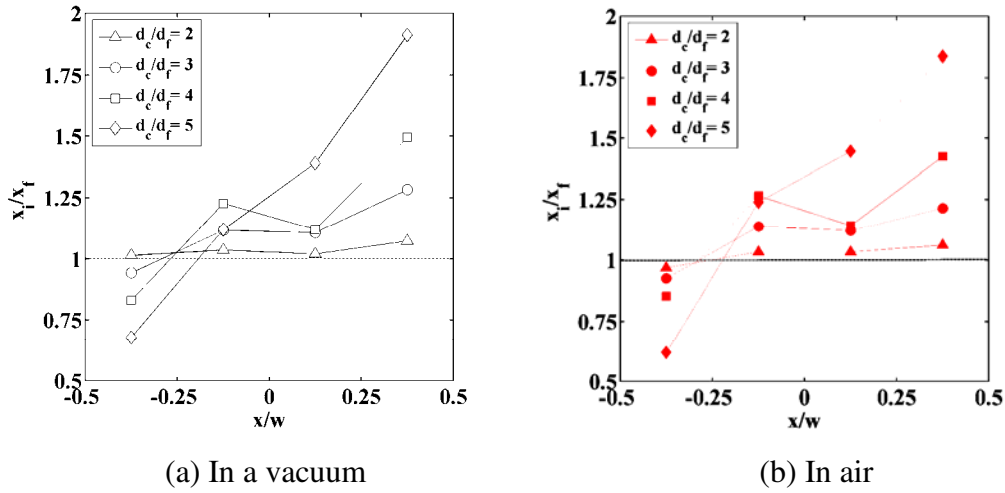 2
d_c/d_f= 2
d_c/d_f= 3
d_c/d_f= 4
d_c/d_f= 5
1.75
1.5
1.25
1
0.75
0.5
x_i/x_f
-0.5 -0.25 0 0.25 0.5
x/w
(a) In a vacuum
2
d_c/d_f= 2
d_c/d_f= 3
d_c/d_f= 4
d_c/d_f= 5
1.75
1.5
1.25
1
0.75
0.5
x_i/x_f
-0.5 -0.25 0 0.25 0.5
x/w
(b) In air